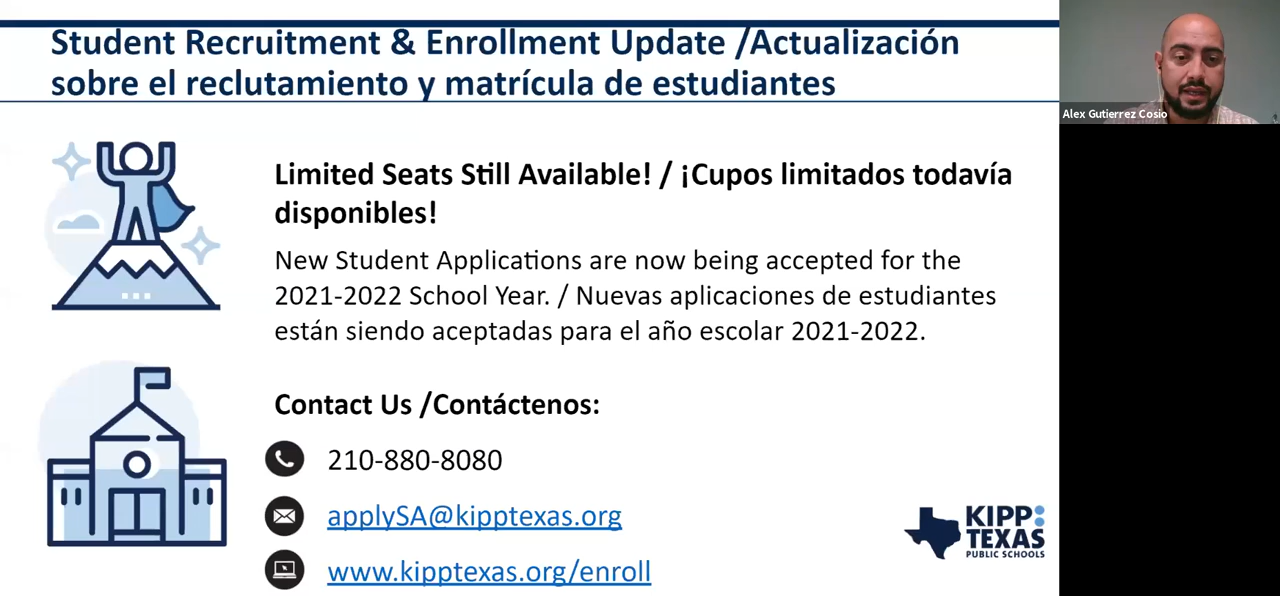 Student Recruitment & Enrollment Update /Actualización
sobre el reclutamiento y matrícula de estudiantes
Alex Gutierrez Cosio
Limited Seats Still Available! / ¡Cupos limitados todavía
disponibles!
New Student Applications are now being accepted for the
2021-2022 School Year. / Nuevas aplicaciones de estudiantes
están siendo aceptadas para el año escolar 2021-2022.
Contact Us /Contáctenos:
210-880-8080
applySA@kipptexas.org
www.kipptexas.org/enroll
KIPP:
TEXAS
PUBLIC SCHOOLS